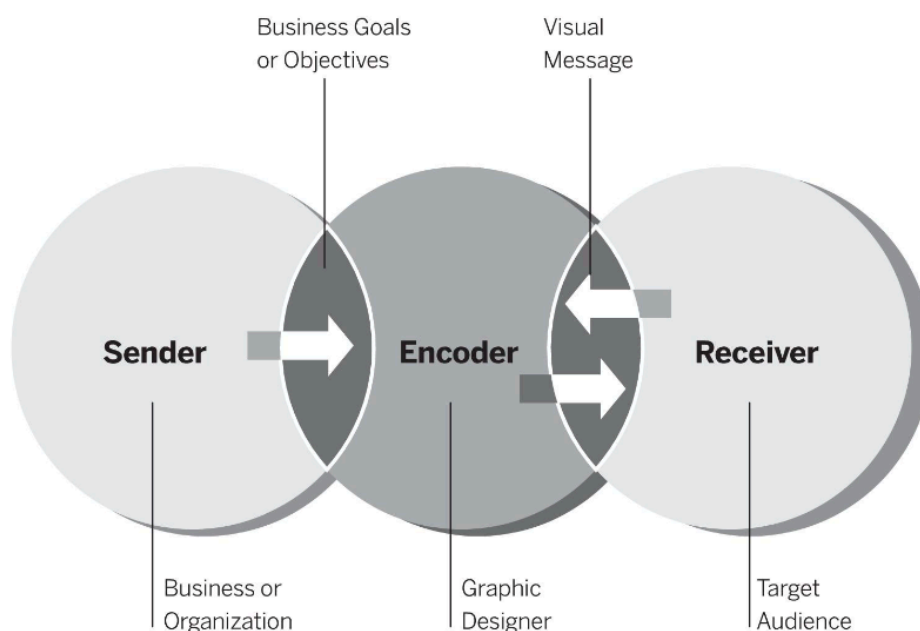 Business Goals
or Objectives
Visual
Message
Sender
Encoder
Receiver
Business or
Organization
Graphic
Designer
Target
Audience